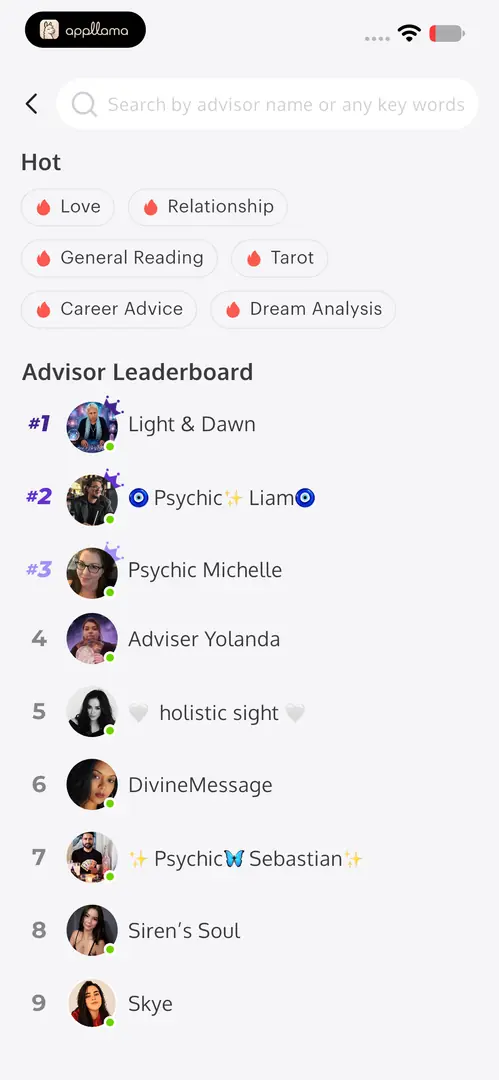 appllama
Search by advisor name or any key words
Hot
Love
Relationship
General Reading
Tarot
Career Advice
Dream Analysis
Advisor Leaderboard
#1 Light & Dawn
#2 🧿 Psychic✨ Liam🧿
#3 Psychic Michelle
4 Adviser Yolanda
5 🤍 holistic sight 🤍
6 DivineMessage
7 ✨ Psychic🦋 Sebastian✨
8 Siren’s Soul
9 Skye